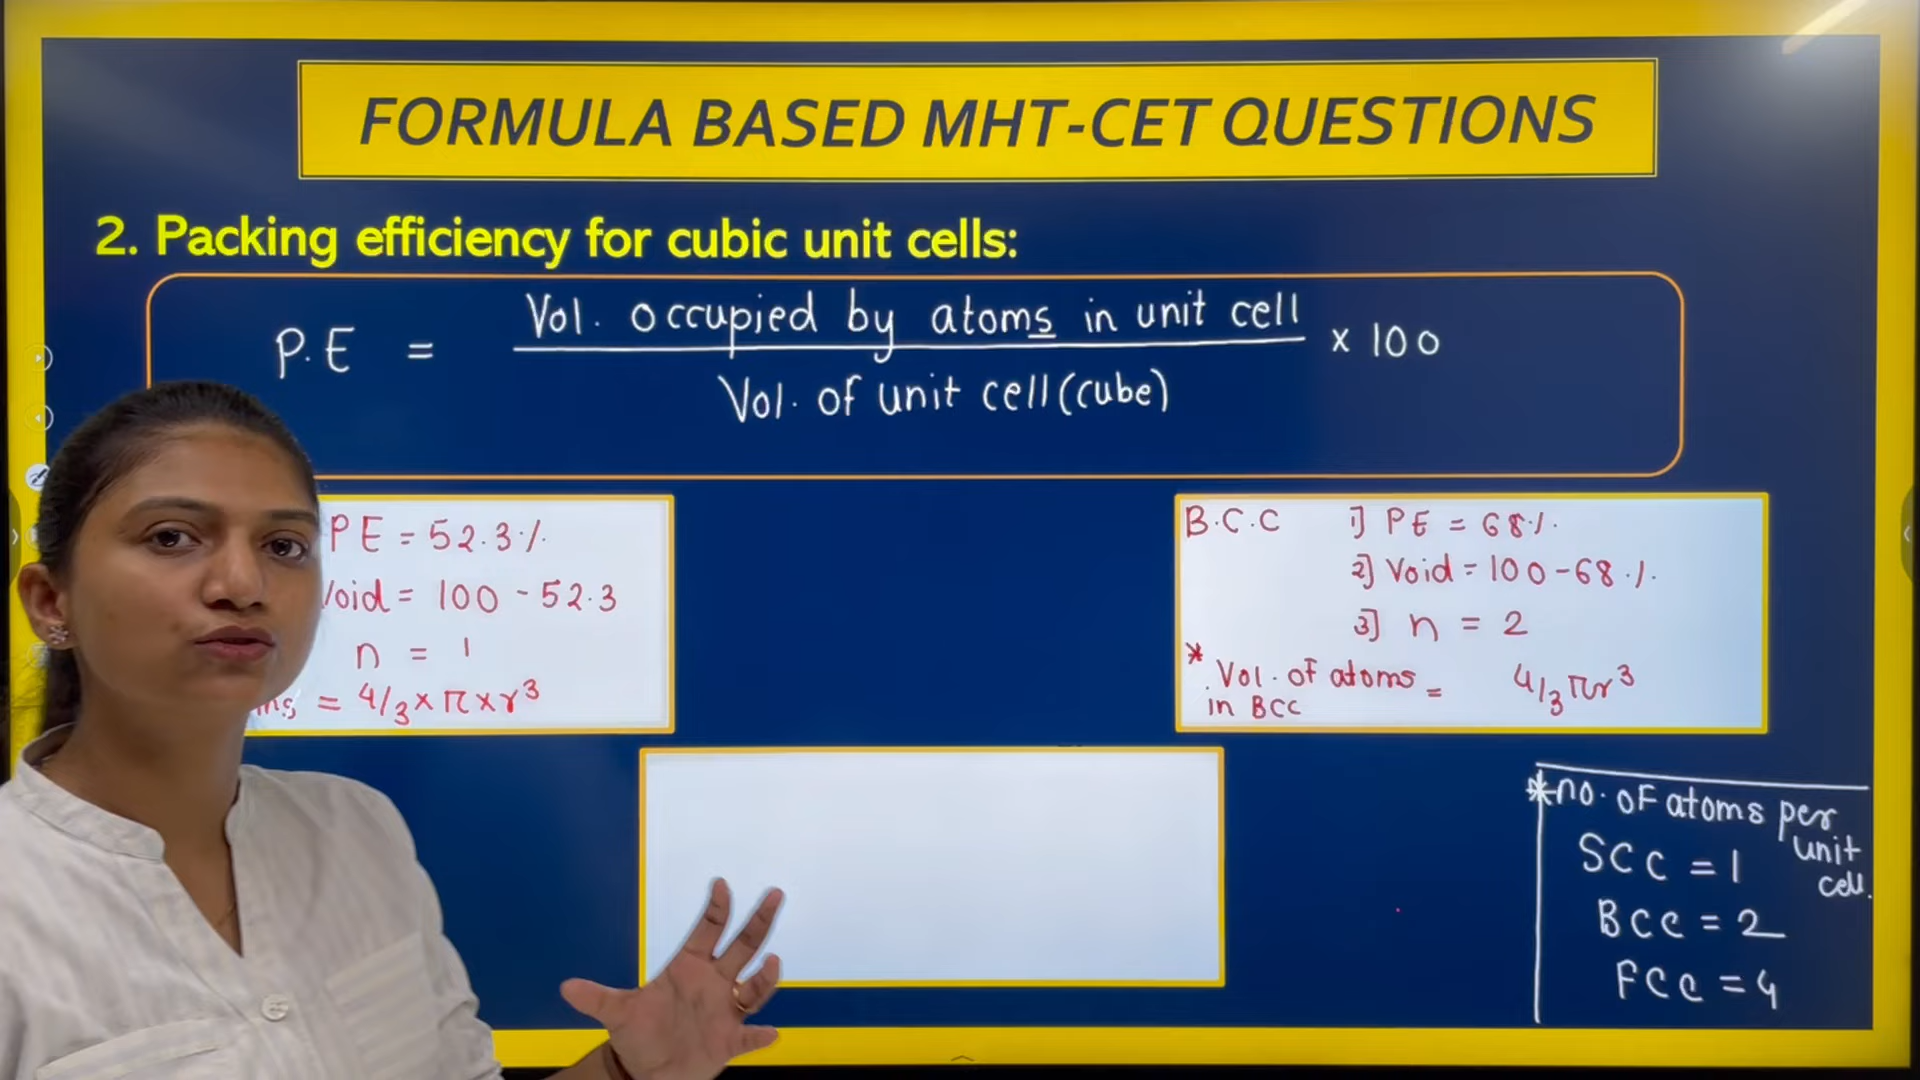 FORMULA BASED MHT-CET QUESTIONS
2. Packing efficiency for cubic unit cells:
P.E = Vol. occupied by atoms in unit cell × 100
Vol. of unit cell (cube)
PE = 52.3 %.
= 100 - 52.3
n = 1
= 4/3 × π × r³
B.C.C 1] PE = 68 %.
2] Void = 100 - 68 %.
3] n = 2
* Vol. of atoms = 4/3 πr³
in BCC
* no. of atoms per
unit
cell.
SCC = 1
BCC = 2
FCC = 4